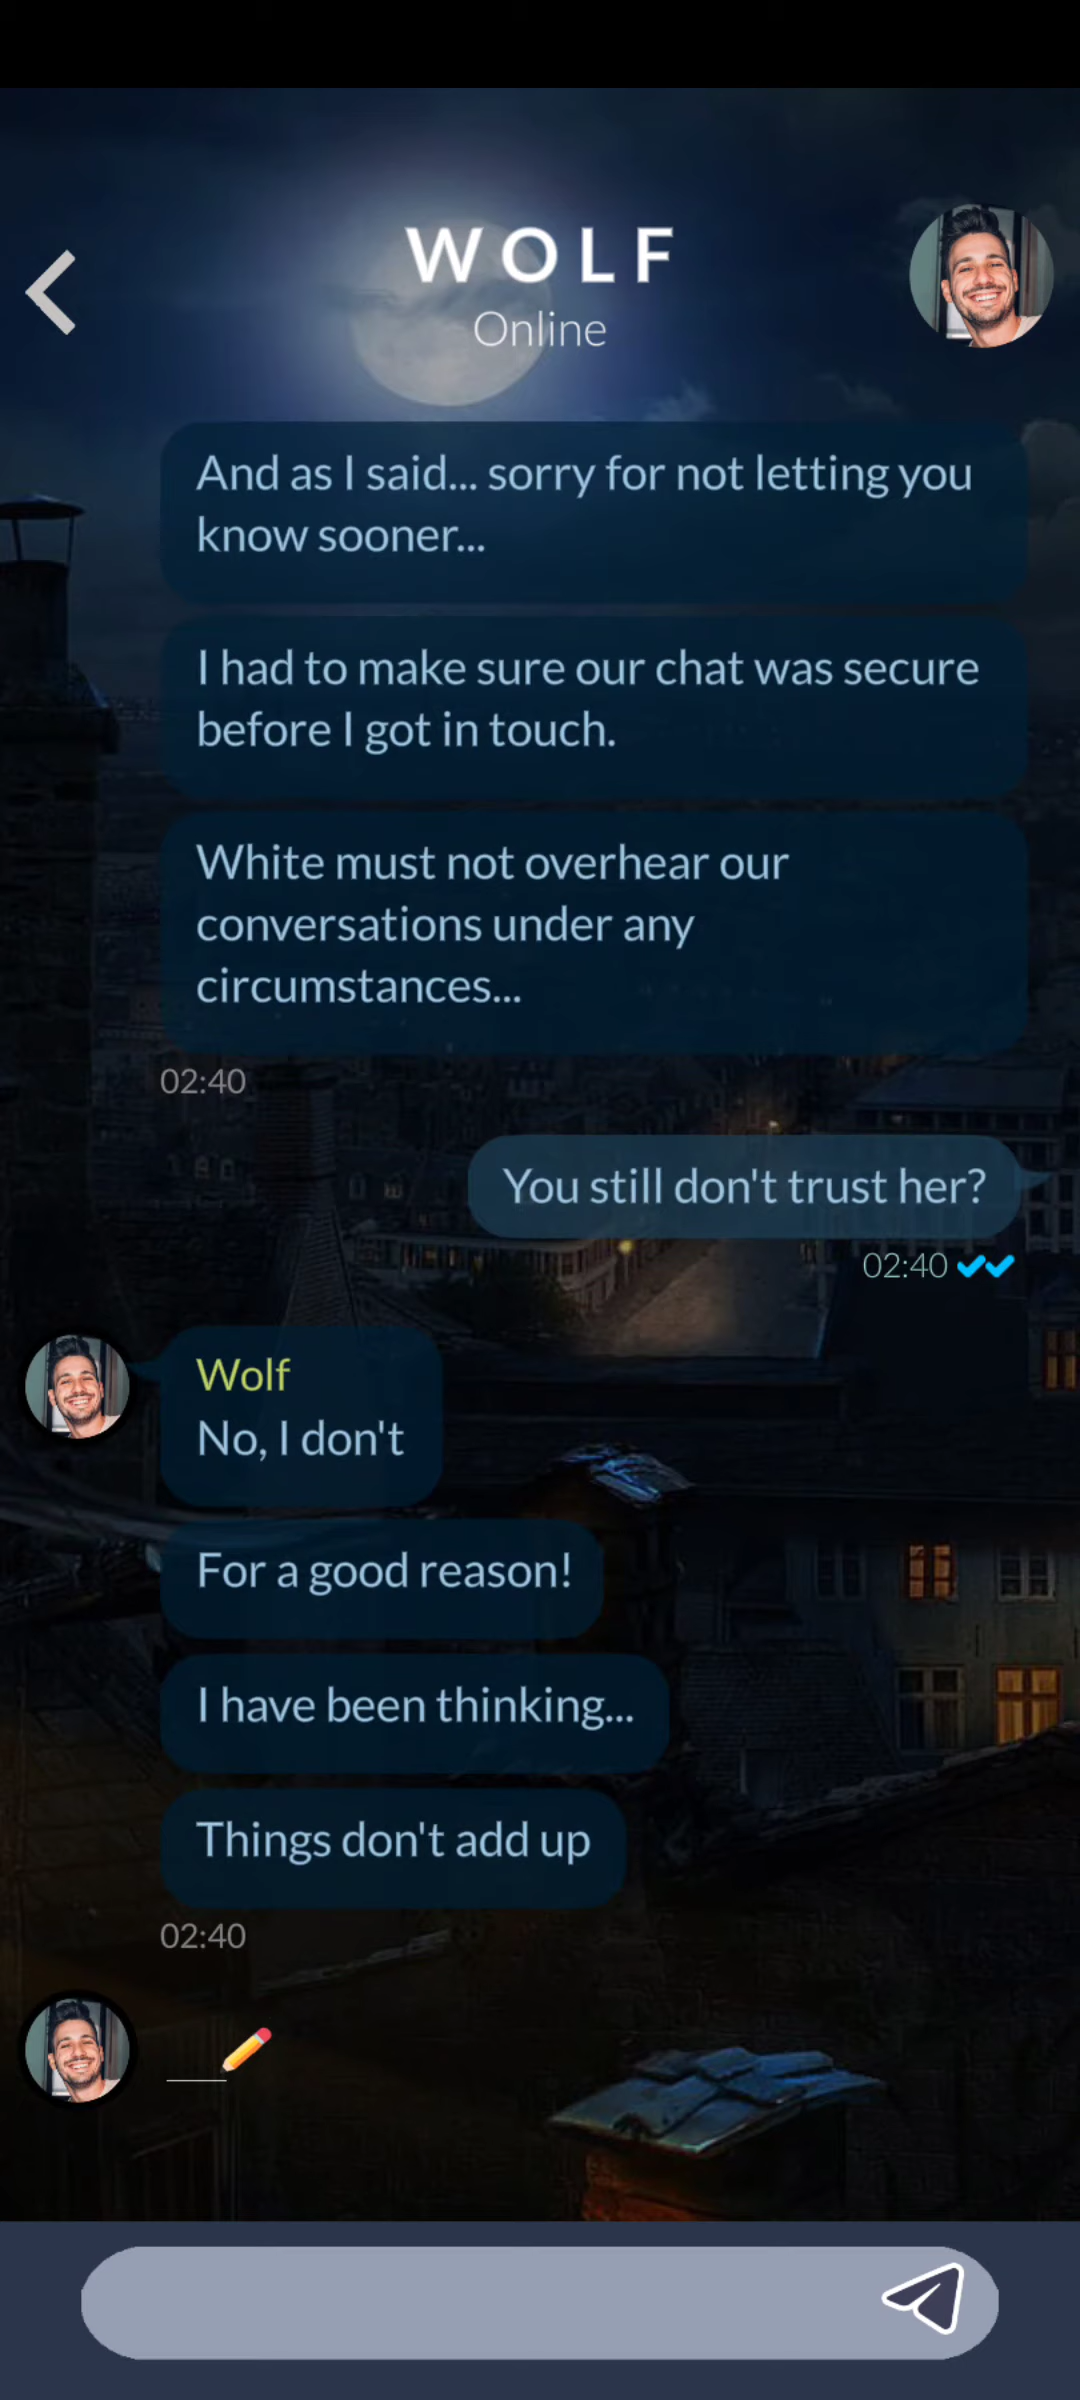 WOLF
Online
And as I said... sorry for not letting you
know sooner...
I had to make sure our chat was secure
before I got in touch.
White must not overhear our
conversations under any
circumstances...
02:40
You still don't trust her?
02:40
Wolf
No, I don't
For a good reason!
I have been thinking...
Things don't add up
02:40